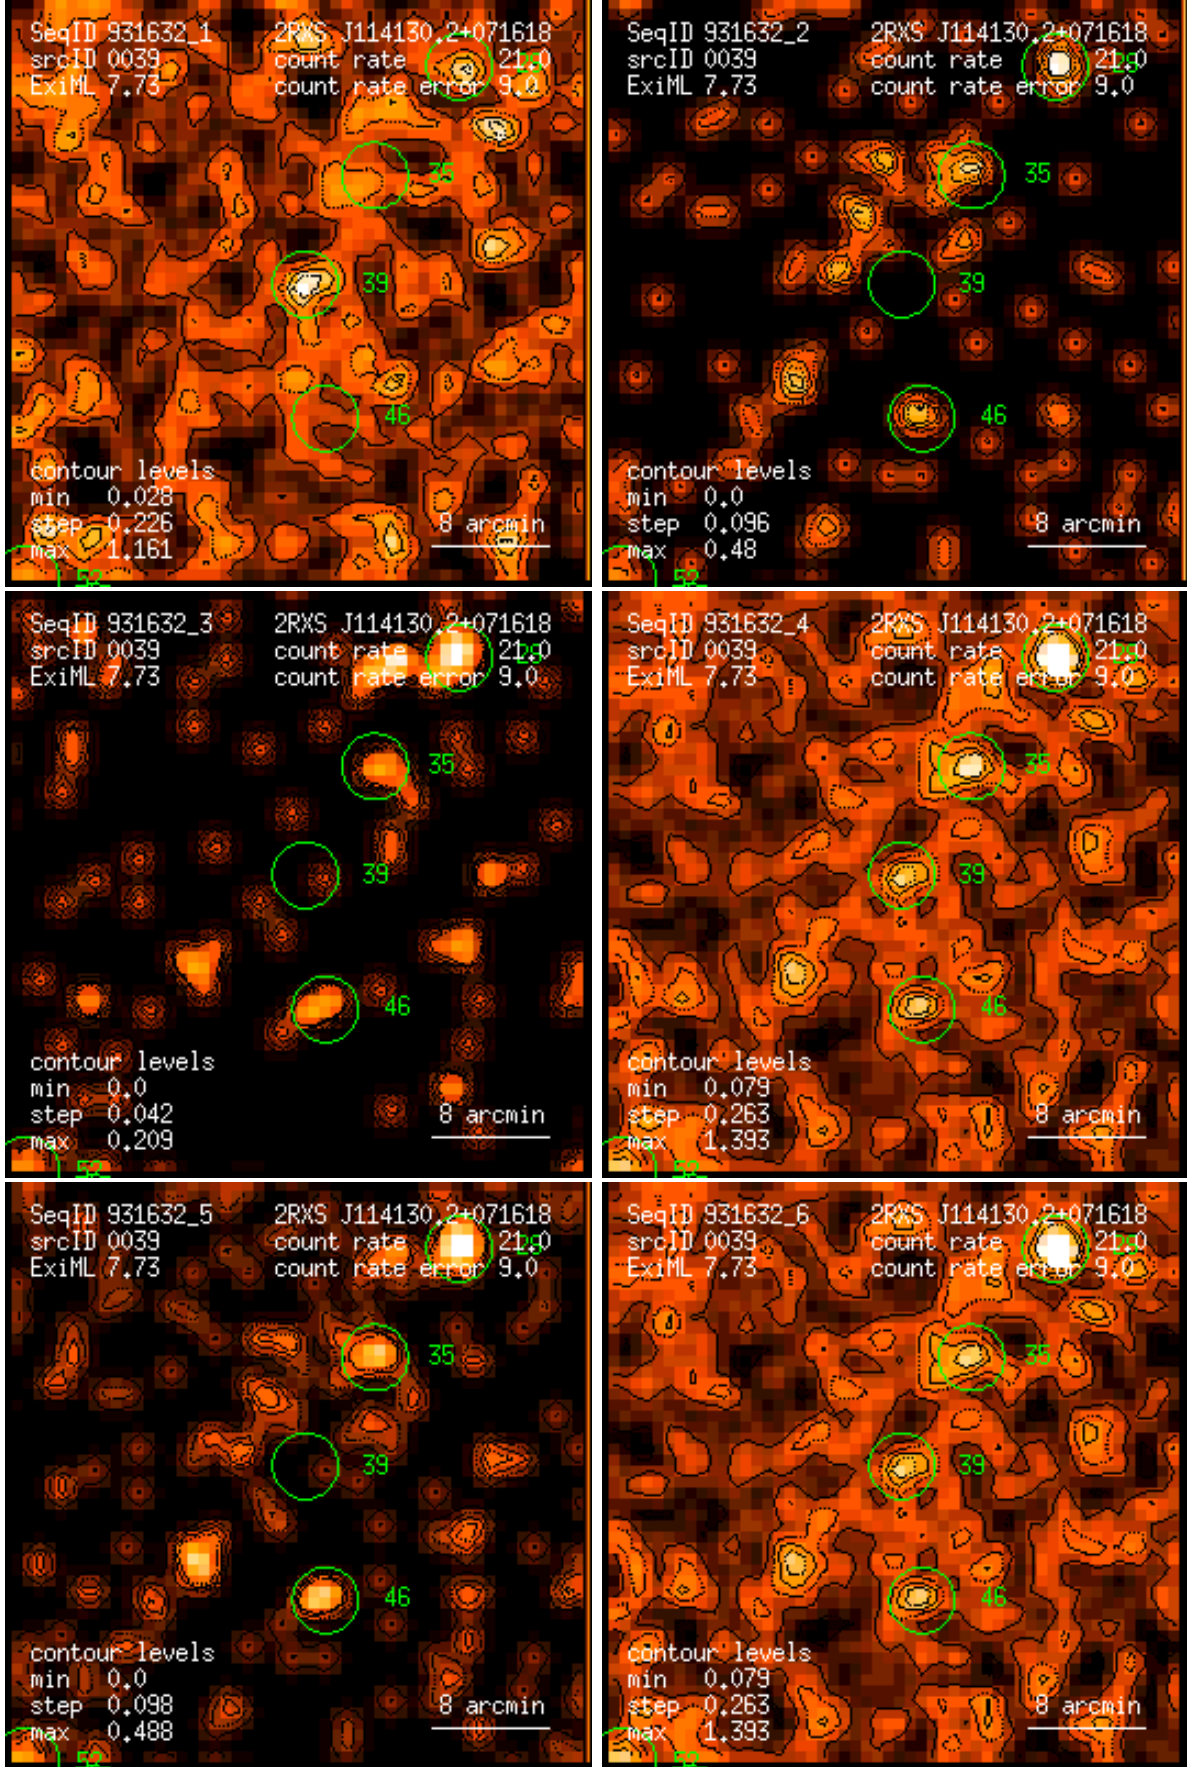 SeqID 931632_1 2RXS J114130.2+071618
srcID 0039 count rate 21.0
ExiML 7.73 count rate error 9.0
35
39
46
contour levels
min 0.028
step 0.226 8 arcmin
max 1.161
52
SeqID 931632_2 2RXS J114130.2+071618
srcID 0039 count rate 21.0
ExiML 7.73 count rate error 9.0
35
39
46
contour levels
min 0.0
step 0.096 8 arcmin
max 0.48
52
SeqID 931632_3 2RXS J114130.2+071618
srcID 0039 count rate 21.0
ExiML 7.73 count rate error 9.0
35
39
46
contour levels
min 0.0
step 0.042 8 arcmin
max 0.209
52
SeqID 931632_4 2RXS J114130.2+071618
srcID 0039 count rate 21.0
ExiML 7.73 count rate error 9.0
35
39
46
contour levels
min 0.079
step 0.263 8 arcmin
max 1.393
52
SeqID 931632_5 2RXS J114130.2+071618
srcID 0039 count rate 21.0
ExiML 7.73 count rate error 9.0
35
39
46
contour levels
min 0.0
step 0.098 8 arcmin
max 0.488
52
SeqID 931632_6 2RXS J114130.2+071618
srcID 0039 count rate 21.0
ExiML 7.73 count rate error 9.0
35
39
46
contour levels
min 0.079
step 0.263 8 arcmin
max 1.393
52